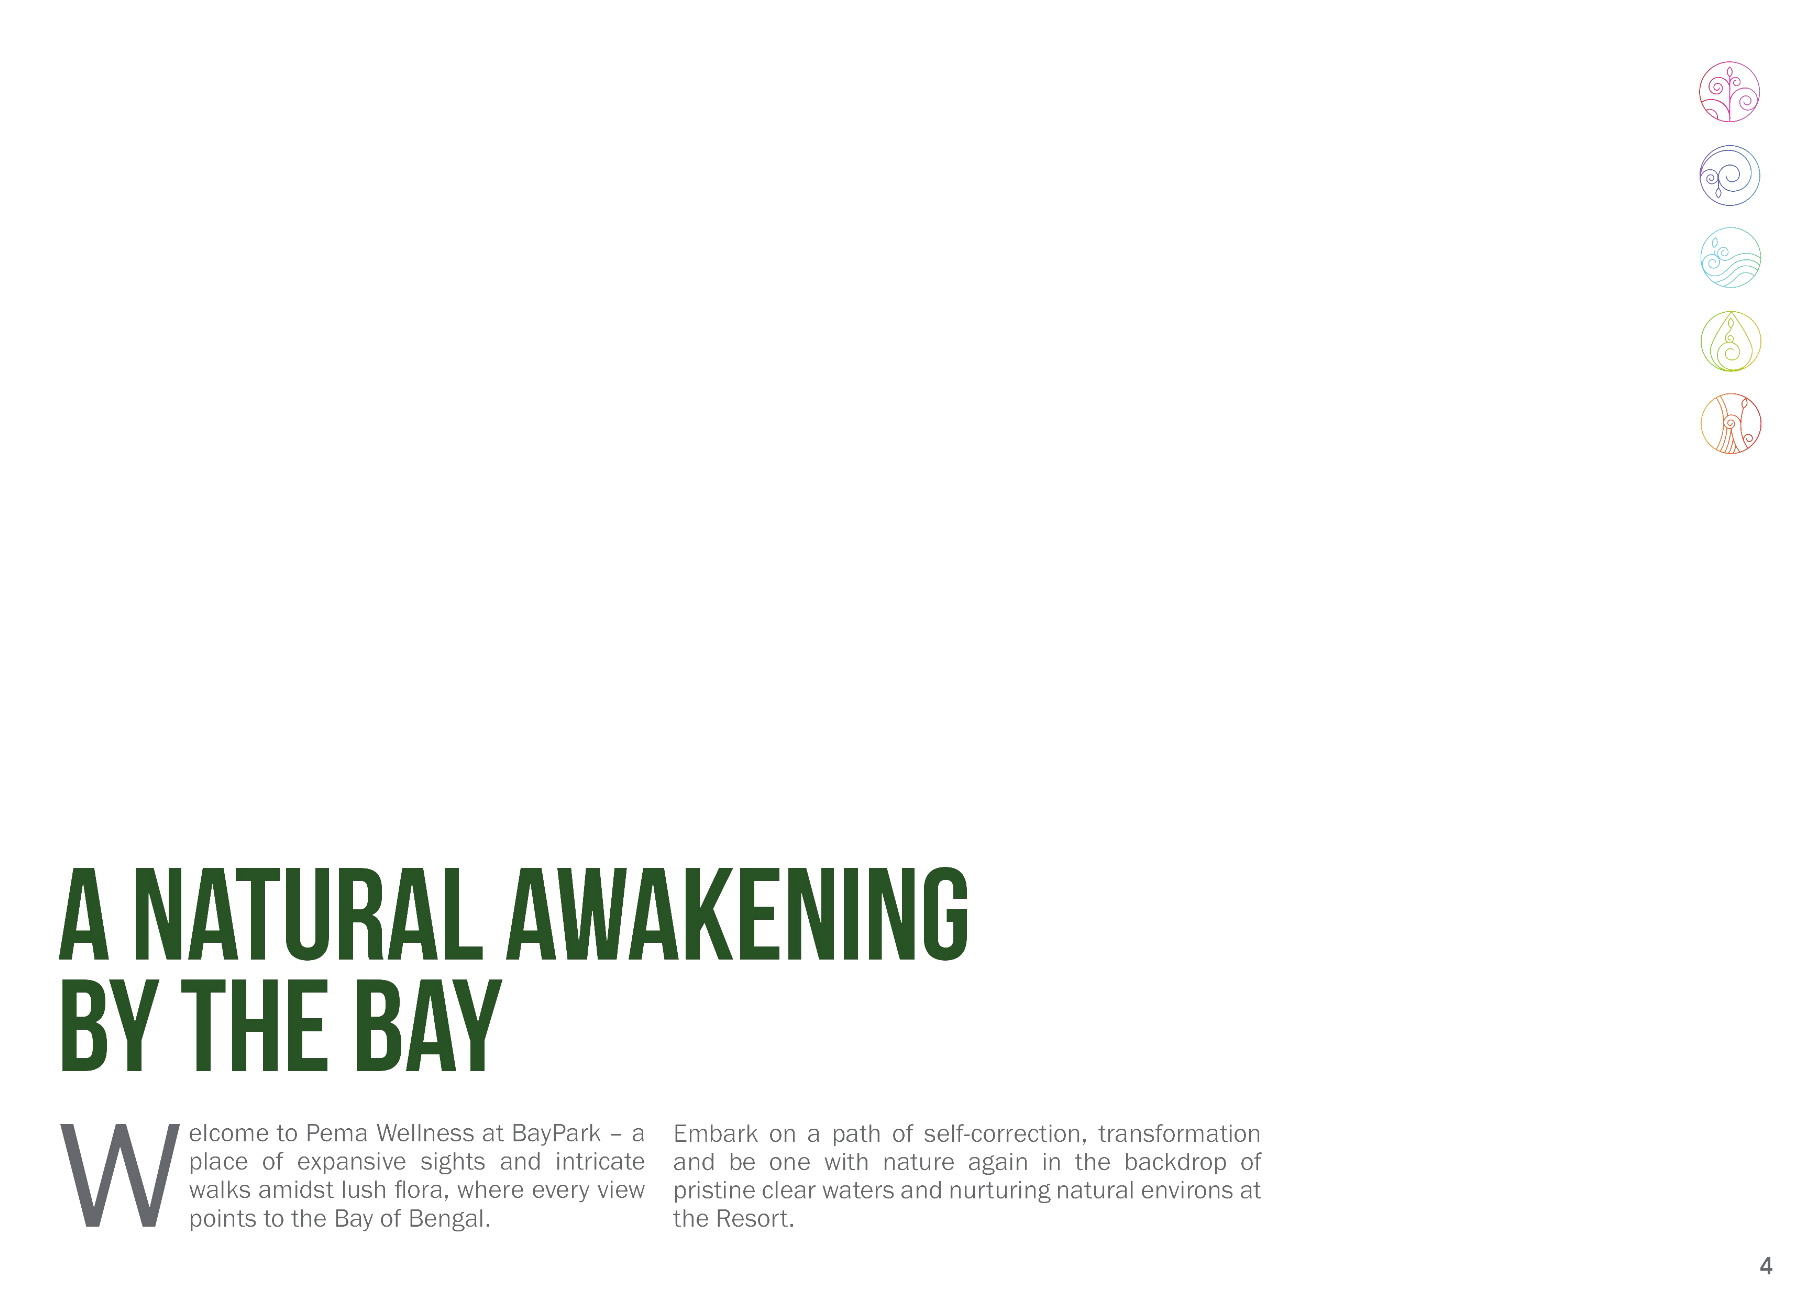 A NATURAL AWAKENING
BY THE BAY
Welcome to Pema Wellness at BayPark – a
place of expansive sights and intricate
walks amidst lush flora, where every view
points to the Bay of Bengal.
Embark on a path of self-correction, transformation
and be one with nature again in the backdrop of
pristine clear waters and nurturing natural environs at
the Resort.
4